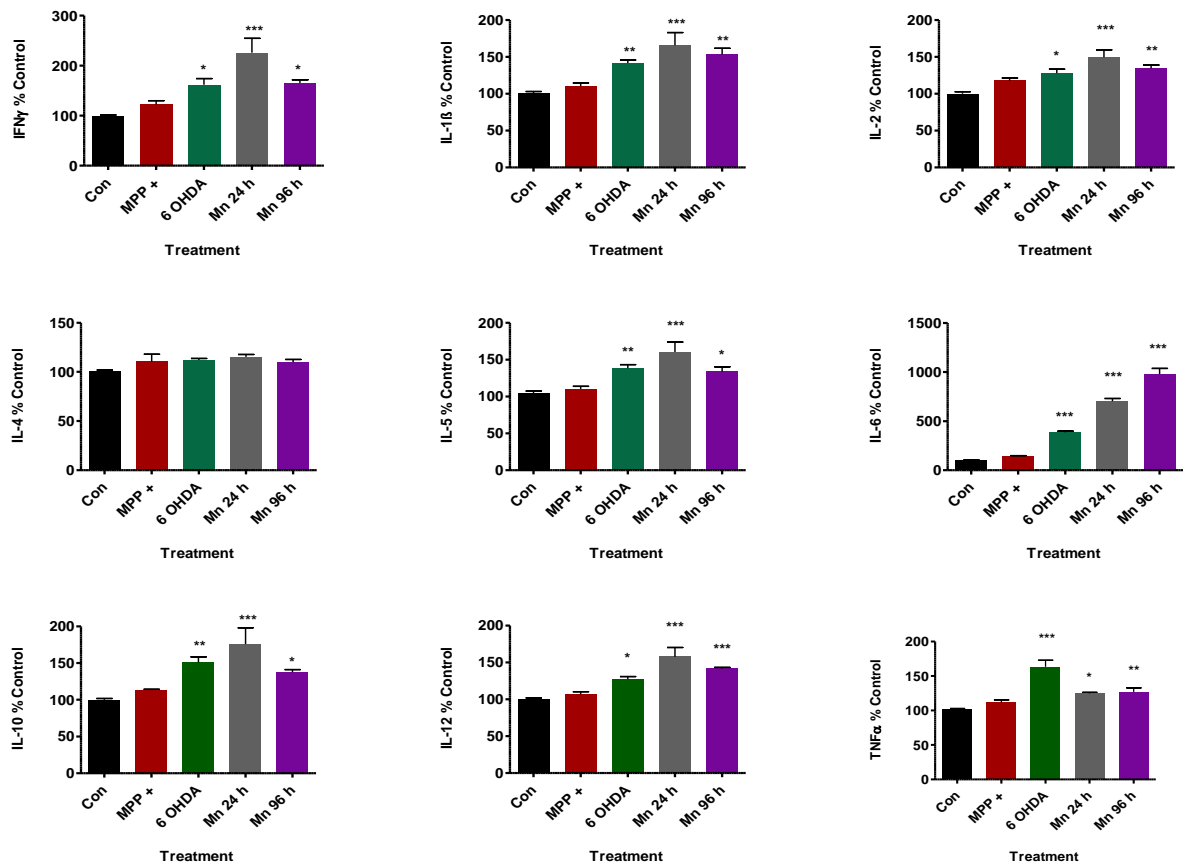 IFNγ % Control
300
200
100
0
*
***
*
Con
MPP +
6 OHDA
Mn 24 h
Mn 96 h
Treatment
IL-1ß % Control
200
150
100
50
0
**
***
**
Con
MPP +
6 OHDA
Mn 24 h
Mn 96 h
Treatment
IL-2 % Control
200
150
100
50
0
*
***
**
Con
MPP +
6 OHDA
Mn 24 h
Mn 96 h
Treatment
IL-4 % Control
150
100
50
0
Con
MPP +
6 OHDA
Mn 24 h
Mn 96 h
Treatment
IL-5 % Control
200
150
100
50
0
**
***
*
Con
MPP +
6 OHDA
Mn 24 h
Mn 96 h
Treatment
IL-6 % Control
1500
1000
500
0
***
***
***
Con
MPP +
6 OHDA
Mn 24 h
Mn 96 h
Treatment
IL-10 % Control
200
150
100
50
0
**
***
*
Con
MPP +
6 OHDA
Mn 24 h
Mn 96 h
Treatment
IL-12 % Control
200
150
100
50
0
*
***
***
Con
MPP +
6 OHDA
Mn 24 h
Mn 96 h
Treatment
TNFα % Control
200
150
100
50
0
***
*
**
Con
MPP +
6 OHDA
Mn 24 h
Mn 96 h
Treatment